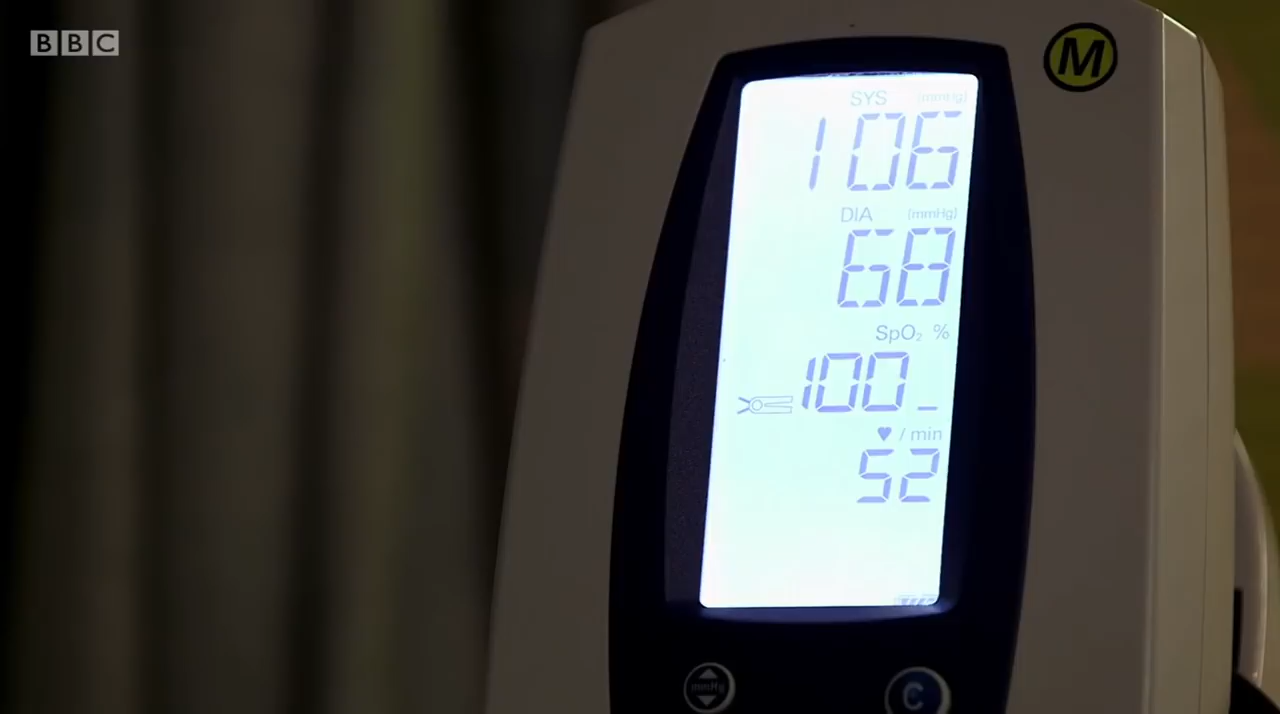 BBC
M
SYS (mmHg)
106
DIA (mmHg)
68
SpO₂ %
100
♥ / min
52
mmHg
C